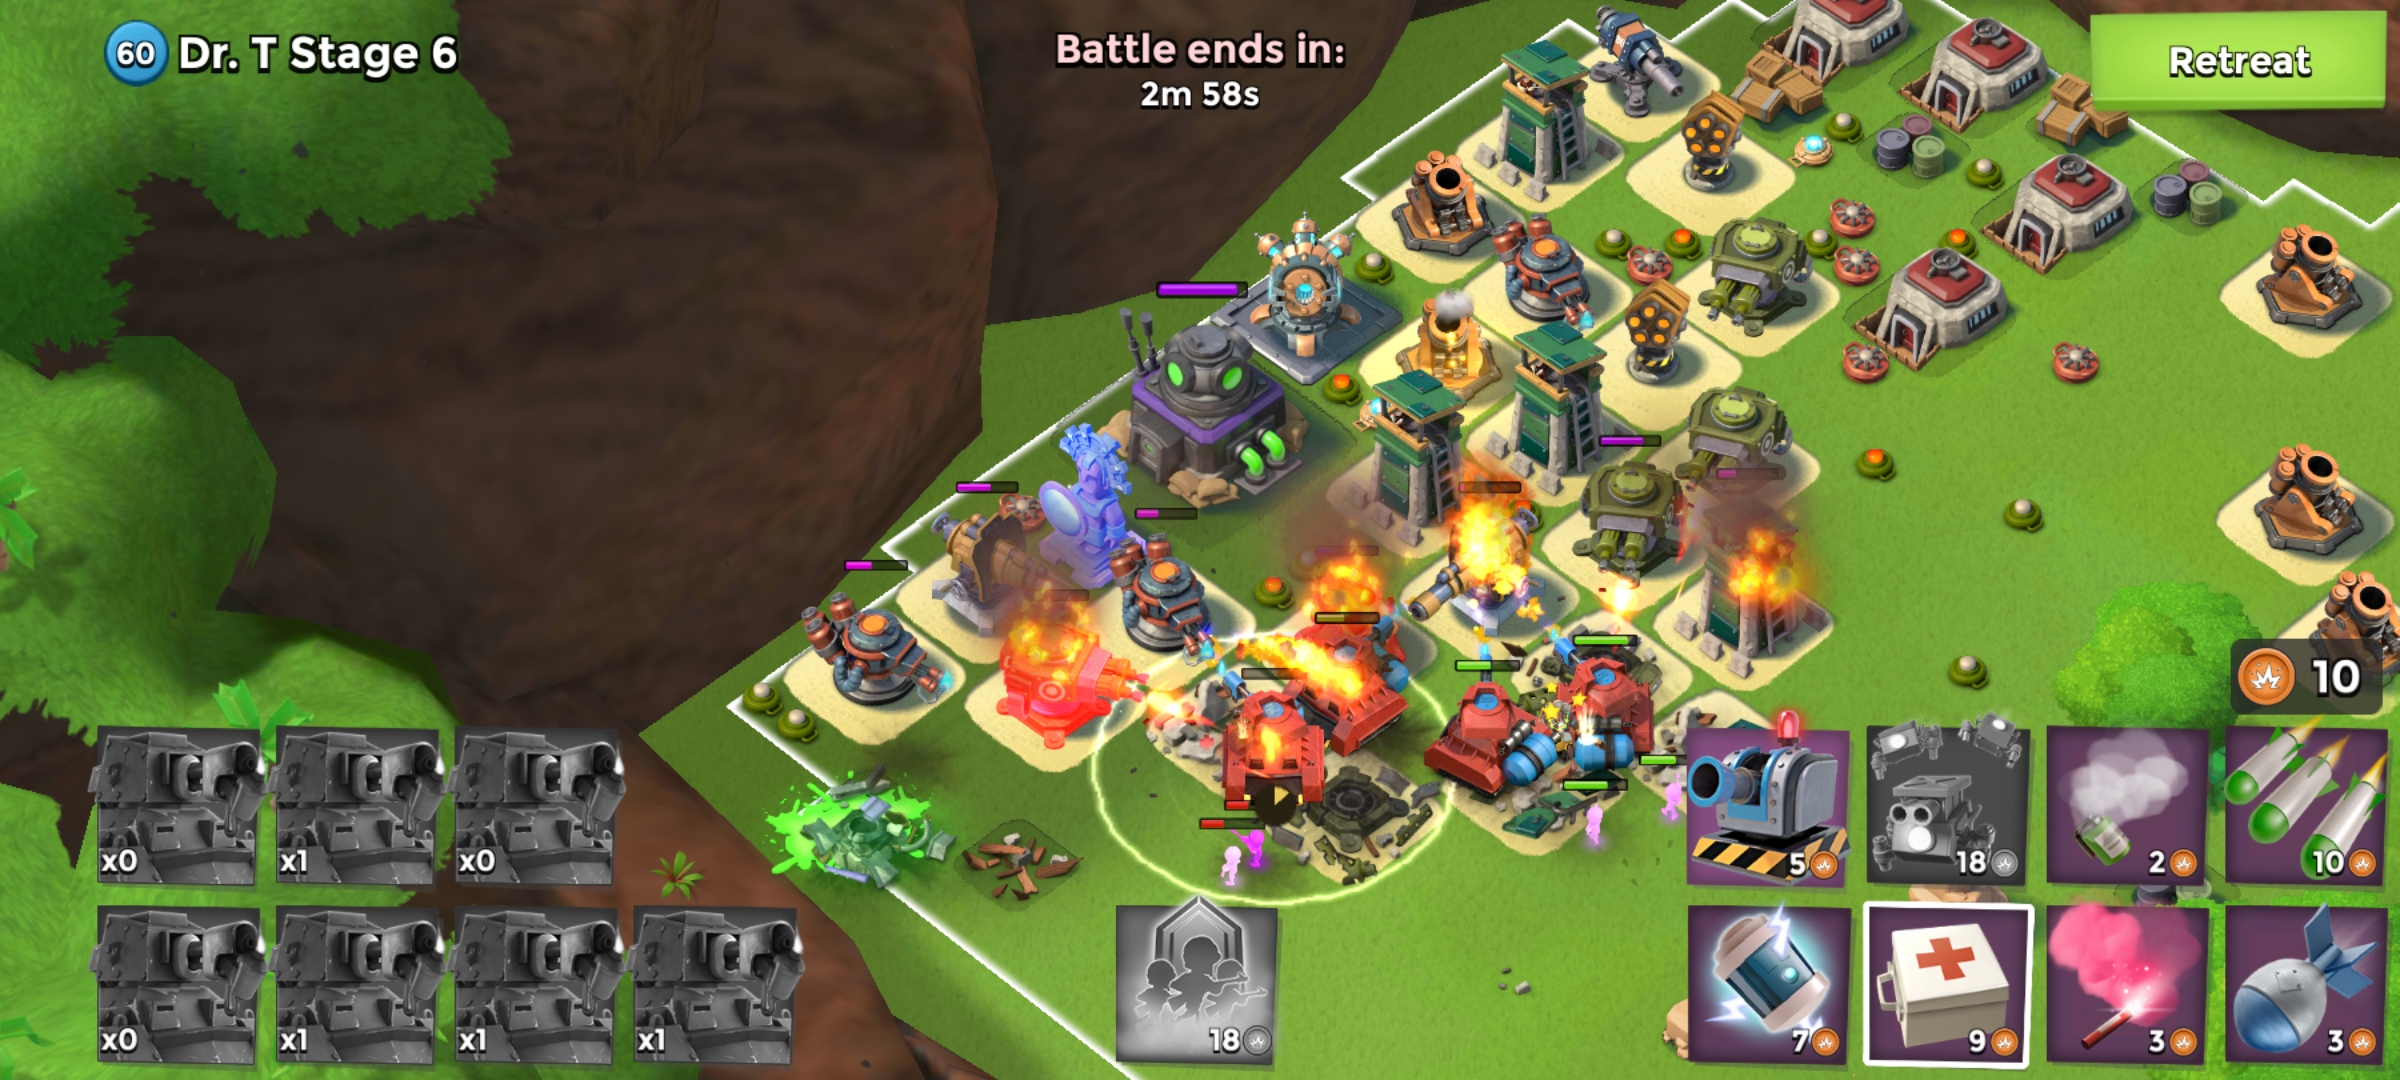 60 Dr. T Stage 6
Battle ends in:
2m 58s
Retreat
10
x0
x1
x0
5
18
2
10
x0
x1
x1
x1
18
7
9
3
3